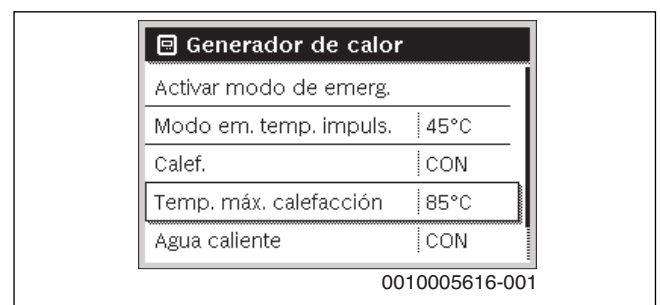 Generador de calor
Activar modo de emerg.
Modo em. temp. impuls. 45°C
Calef. CON
Temp. máx. calefacción 85°C
Agua caliente CON
0010005616-001